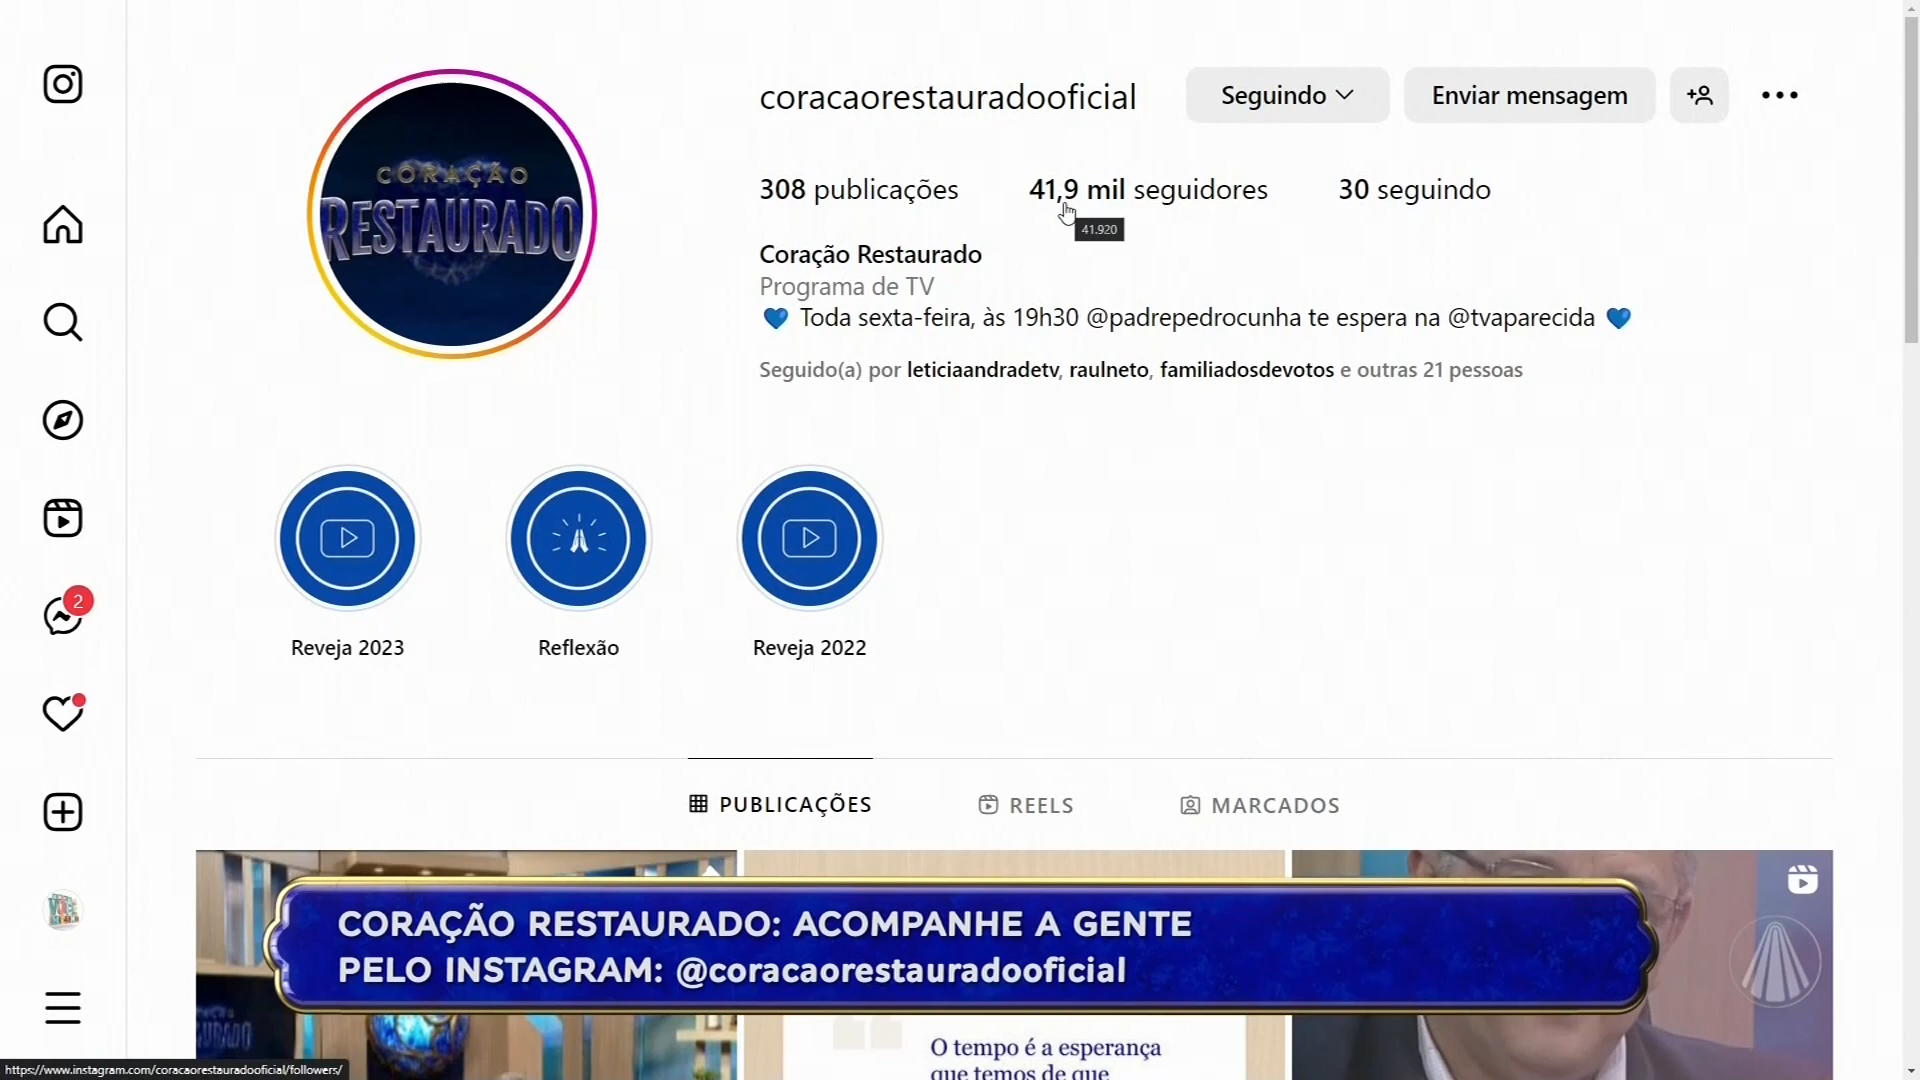 coracaorestauradooficial
Seguindo
Enviar mensagem
308 publicações
41,9 mil seguidores
30 seguindo
41.920
CORAÇÃO
RESTAURADO
Coração Restaurado
Programa de TV
💙 Toda sexta-feira, às 19h30 @padrepedrocunha te espera na @tvaparecida 💙
Seguido(a) por leticiaandradetv, raulneto, familiadosdevotos e outras 21 pessoas
2
Reveja 2023
Reflexão
Reveja 2022
PUBLICAÇÕES
REELS
MARCADOS
CORAÇÃO RESTAURADO: ACOMPANHE A GENTE
PELO INSTAGRAM: @coracaorestauradooficial
O tempo é a esperança
que temos de que
https://www.instagram.com/coracaorestauradooficial/followers/